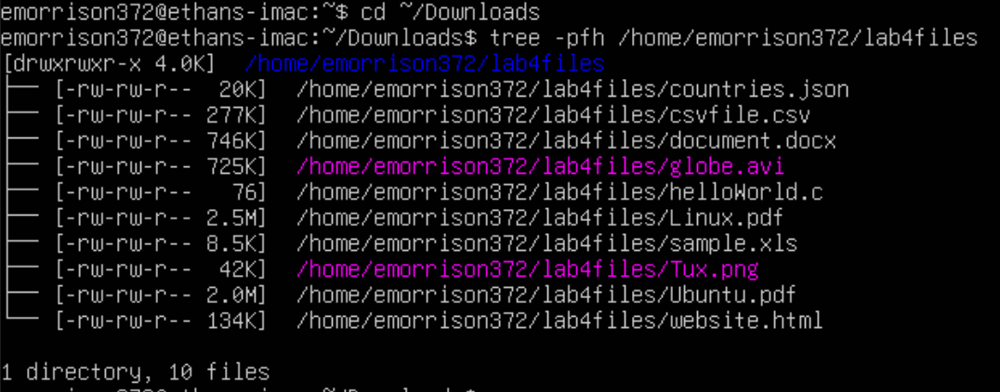 emorrison372@ethans-imac:~$ cd ~/Downloads
emorrison372@ethans-imac:~/Downloads$ tree -pfh /home/emorrison372/lab4files
[drwxrwxr-x 4.0K]  /home/emorrison372/lab4files
├── [-rw-rw-r--  20K]  /home/emorrison372/lab4files/countries.json
├── [-rw-rw-r-- 277K]  /home/emorrison372/lab4files/csvfile.csv
├── [-rw-rw-r-- 746K]  /home/emorrison372/lab4files/document.docx
├── [-rw-rw-r-- 725K]  /home/emorrison372/lab4files/globe.avi
├── [-rw-rw-r--   76]  /home/emorrison372/lab4files/helloWorld.c
├── [-rw-rw-r-- 2.5M]  /home/emorrison372/lab4files/Linux.pdf
├── [-rw-rw-r-- 8.5K]  /home/emorrison372/lab4files/sample.xls
├── [-rw-rw-r--  42K]  /home/emorrison372/lab4files/Tux.png
├── [-rw-rw-r-- 2.0M]  /home/emorrison372/lab4files/Ubuntu.pdf
└── [-rw-rw-r-- 134K]  /home/emorrison372/lab4files/website.html
1 directory, 10 files